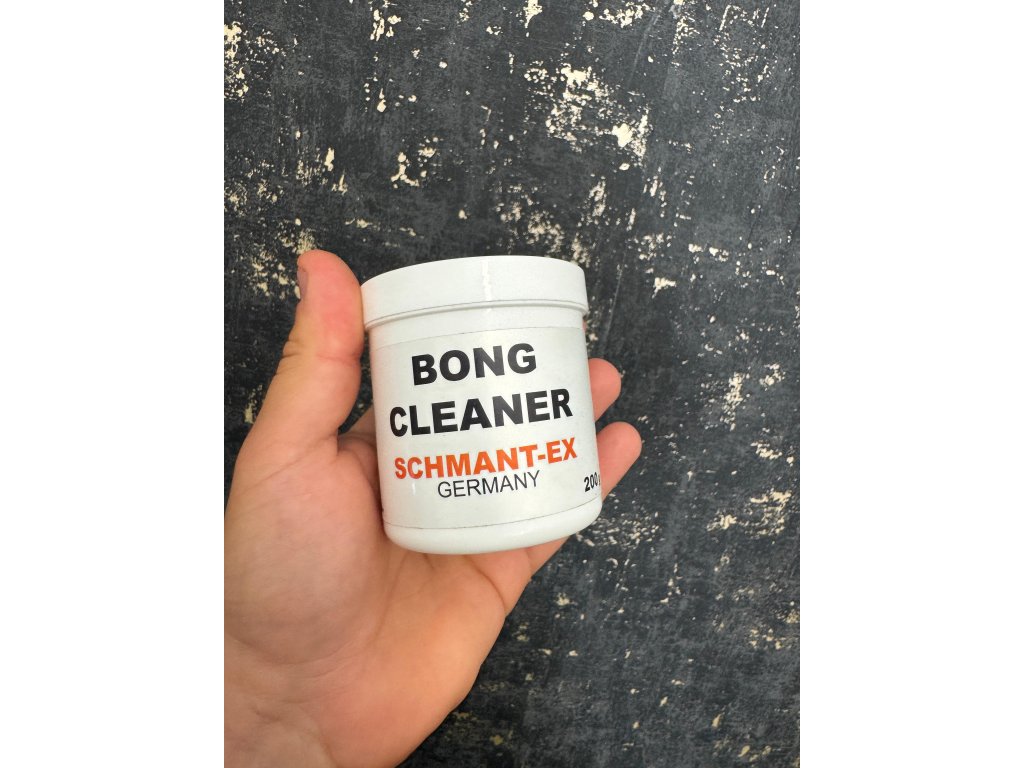 BONG
CLEANER
SCHMANT-EX
GERMANY
200